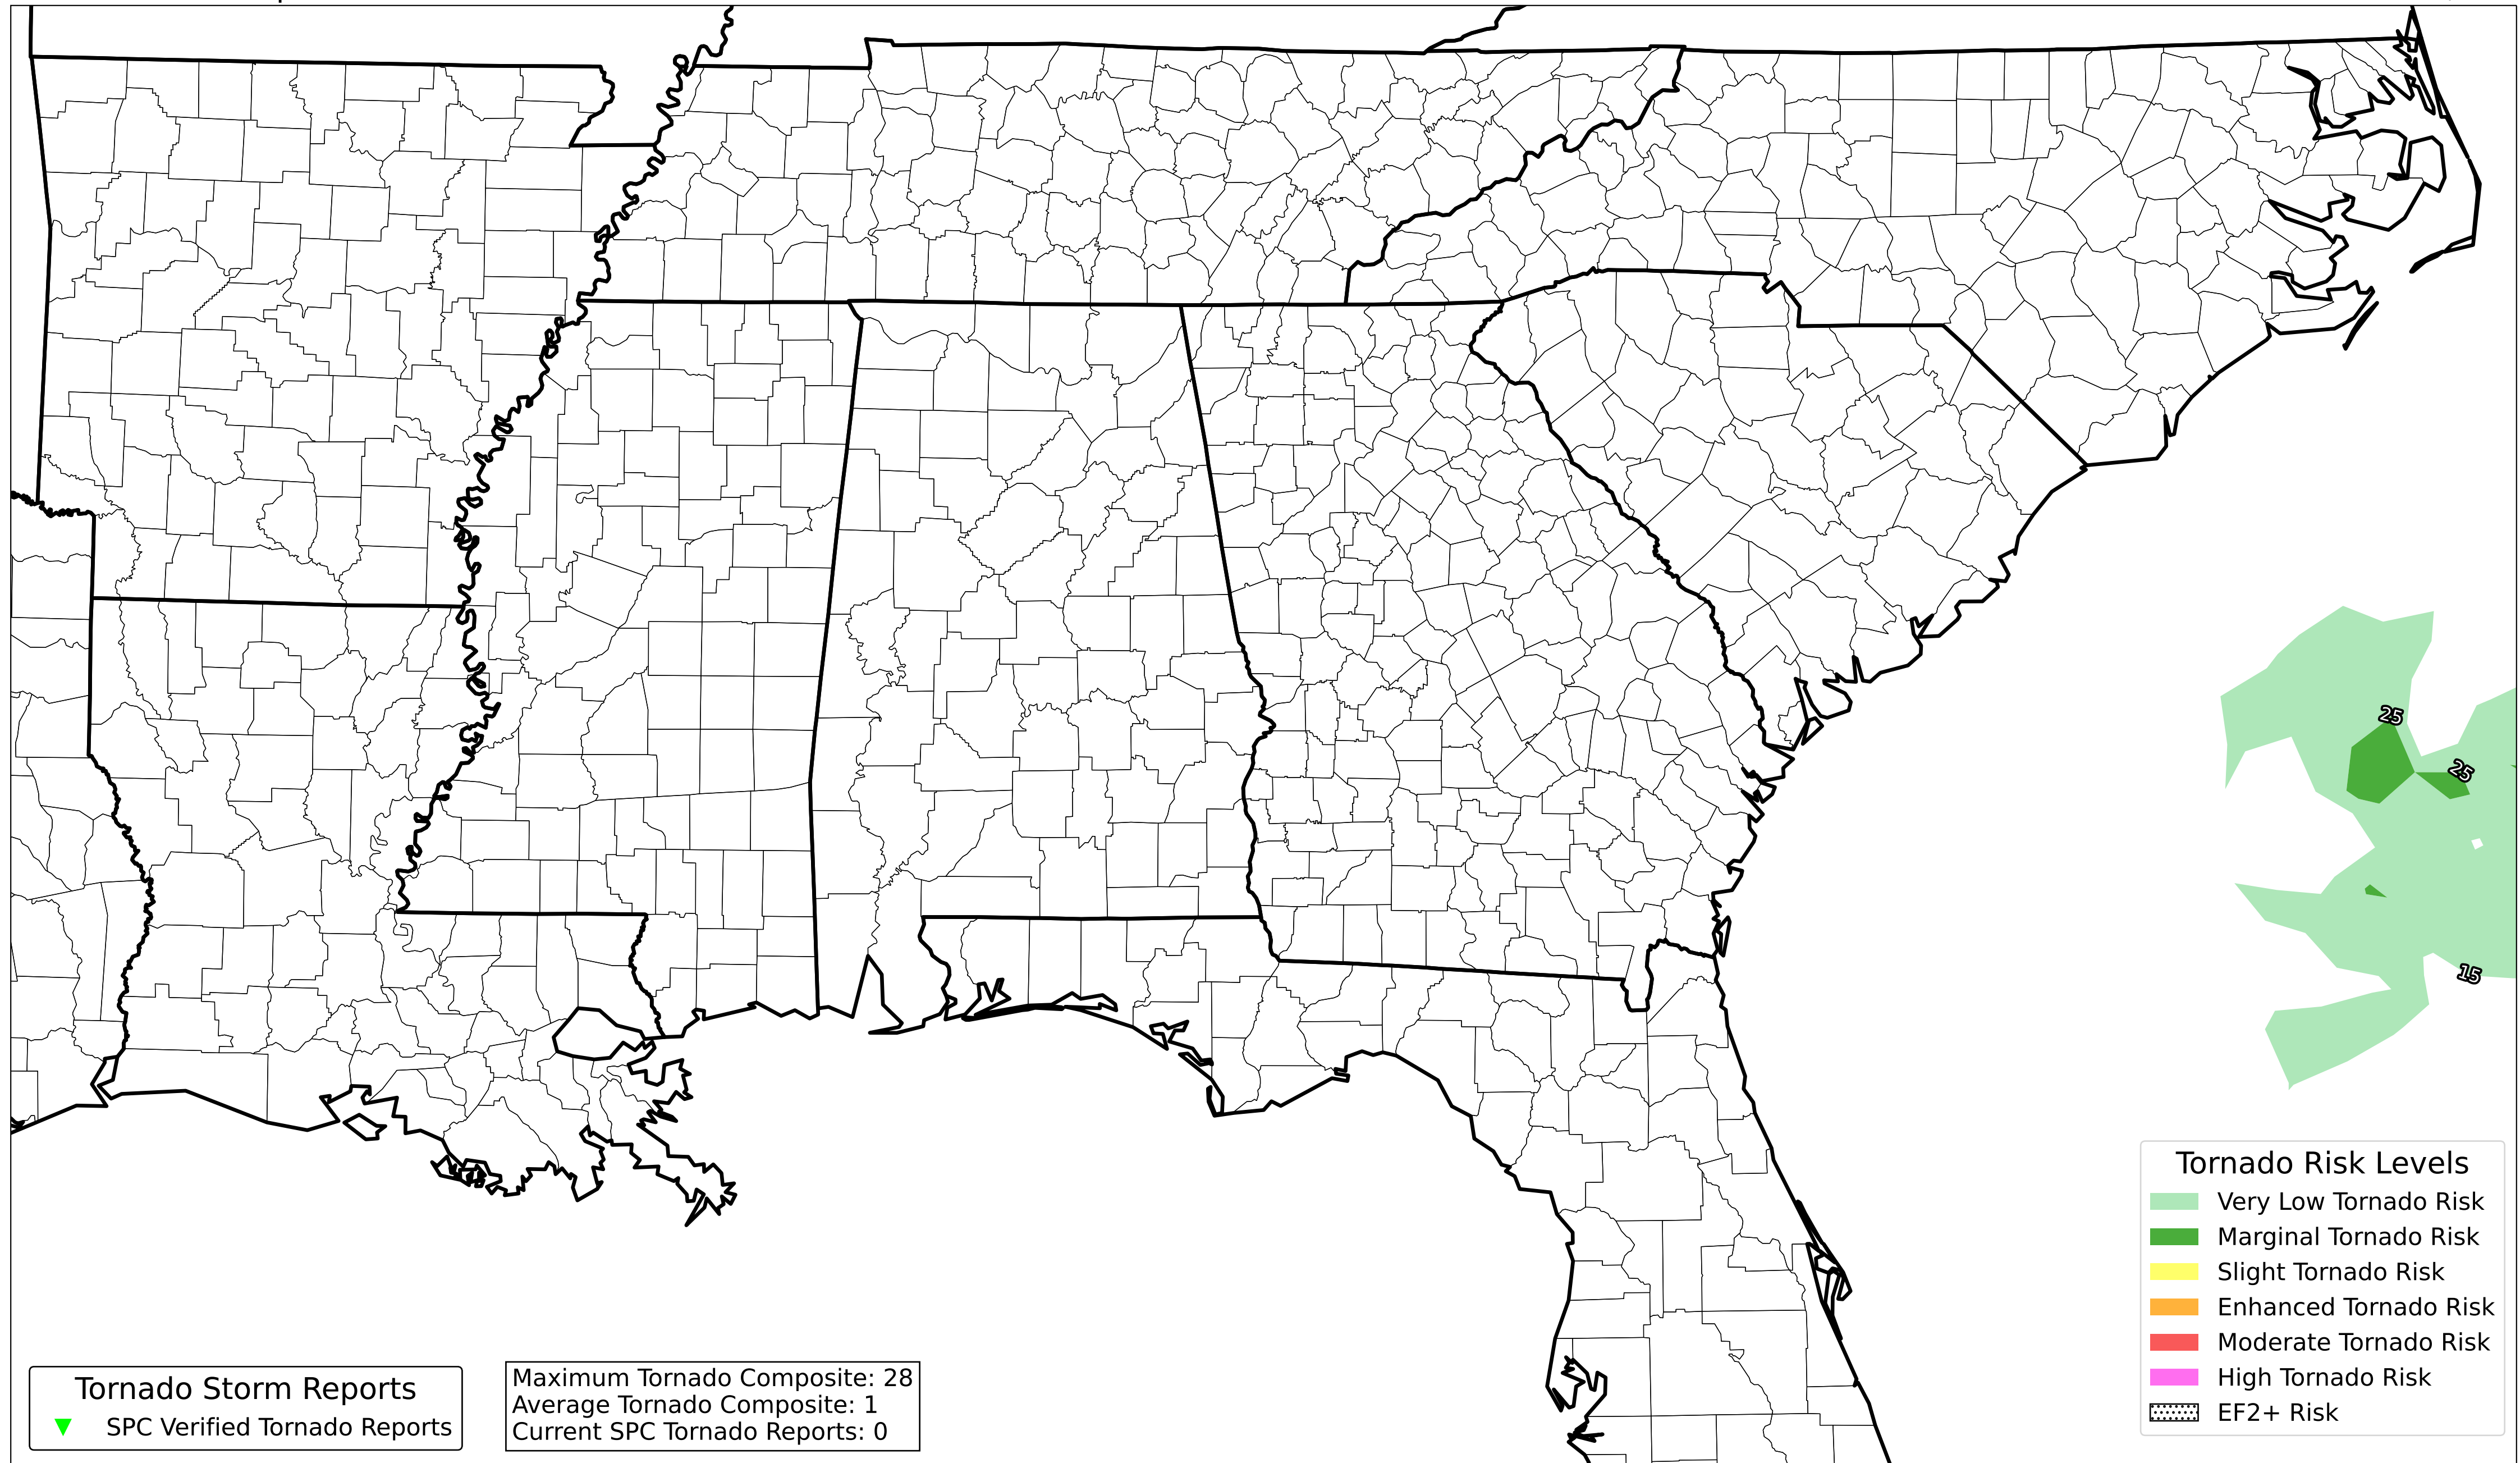 25
25
15
Tornado Risk Levels
Very Low Tornado Risk
Marginal Tornado Risk
Slight Tornado Risk
Enhanced Tornado Risk
Moderate Tornado Risk
High Tornado Risk
EF2+ Risk
Tornado Storm Reports
SPC Verified Tornado Reports
Maximum Tornado Composite: 28
Average Tornado Composite: 1
Current SPC Tornado Reports: 0